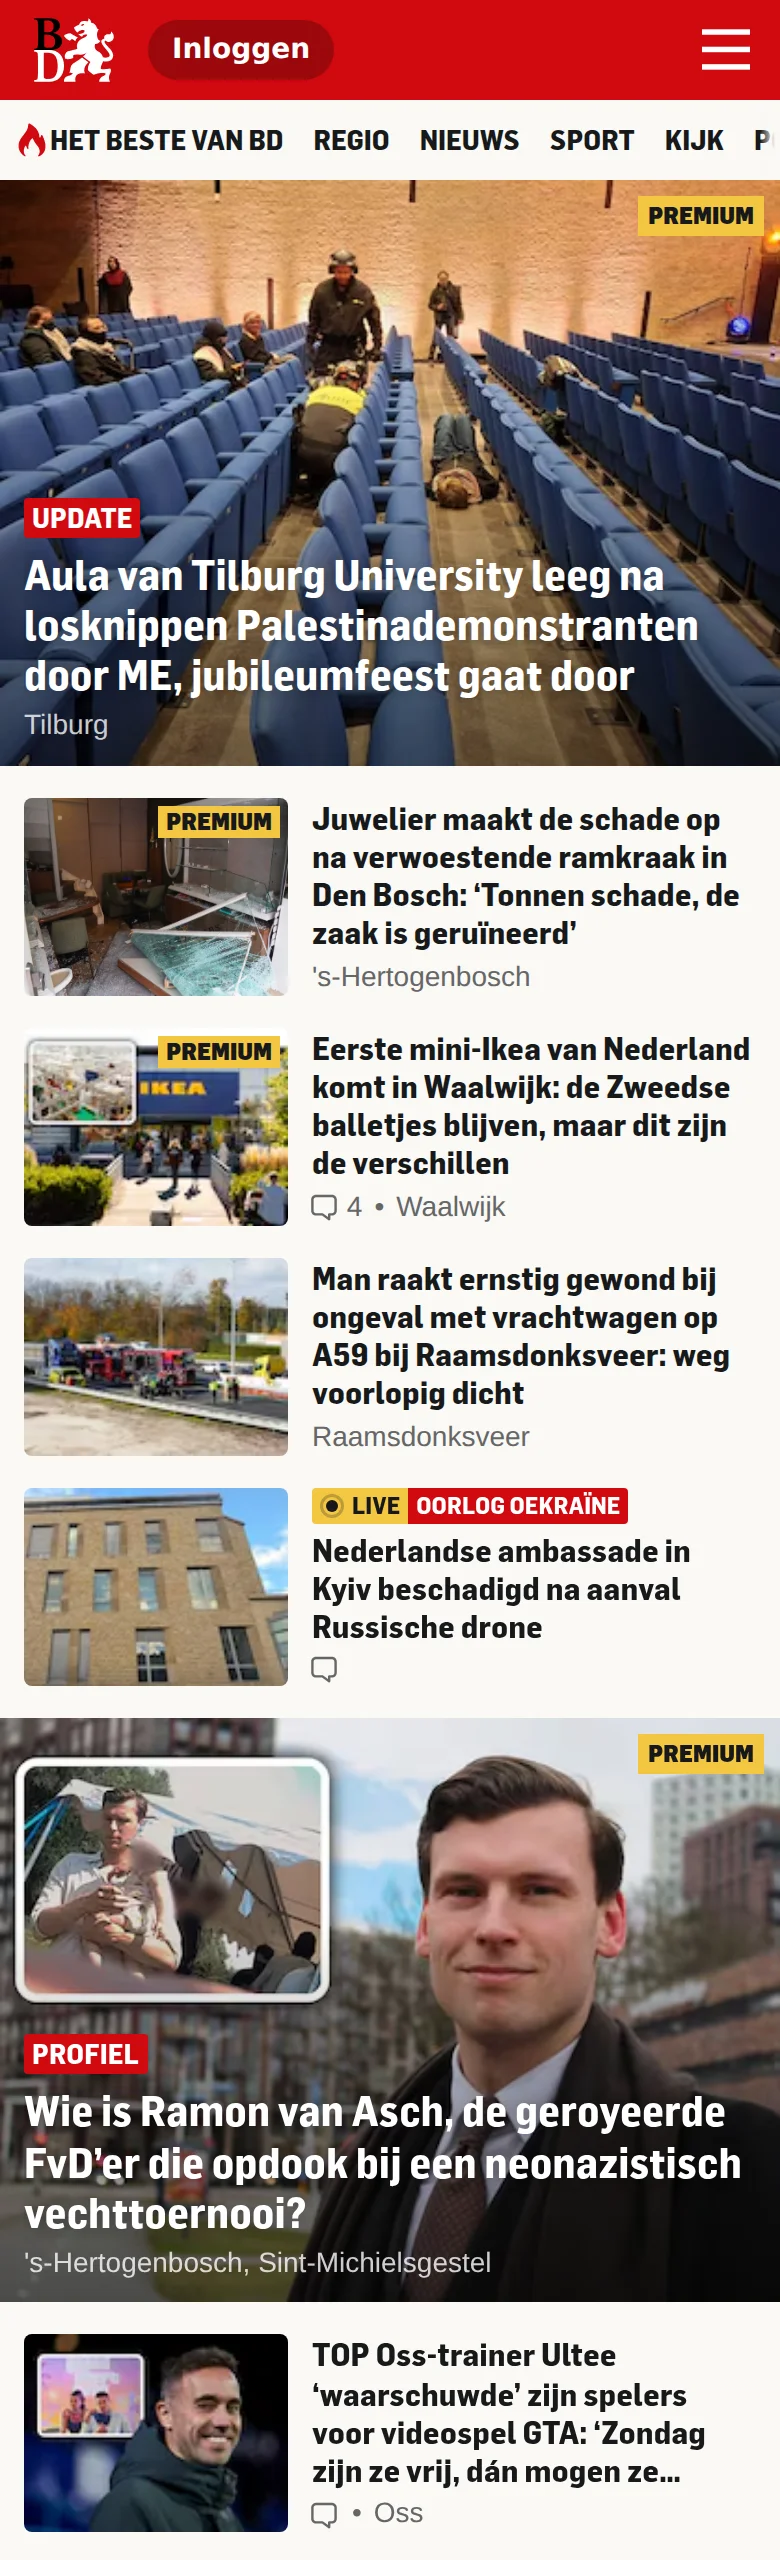 BD
Inloggen
HET BESTE VAN BD REGIO NIEUWS SPORT KIJK
PREMIUM
UPDATE
Aula van Tilburg University leeg na
losknippen Palestinademonstranten
door ME, jubileumfeest gaat door
Tilburg
PREMIUM
Juwelier maakt de schade op
na verwoestende ramkraak in
Den Bosch: ‘Tonnen schade, de
zaak is geruïneerd’
's-Hertogenbosch
PREMIUM
IKEA
Eerste mini-Ikea van Nederland
komt in Waalwijk: de Zweedse
balletjes blijven, maar dit zijn
de verschillen
4 • Waalwijk
Man raakt ernstig gewond bij
ongeval met vrachtwagen op
A59 bij Raamsdonksveer: weg
voorlopig dicht
Raamsdonksveer
LIVE OORLOG OEKRAÏNE
Nederlandse ambassade in
Kyiv beschadigd na aanval
Russische drone
PREMIUM
PROFIEL
Wie is Ramon van Asch, de geroyeerde
FvD’er die opdook bij een neonazistisch
vechttoernooi?
's-Hertogenbosch, Sint-Michielsgestel
TOP Oss-trainer Ultee
‘waarschuwde’ zijn spelers
voor videospel GTA: ‘Zondag
zijn ze vrij, dán mogen ze...
• Oss